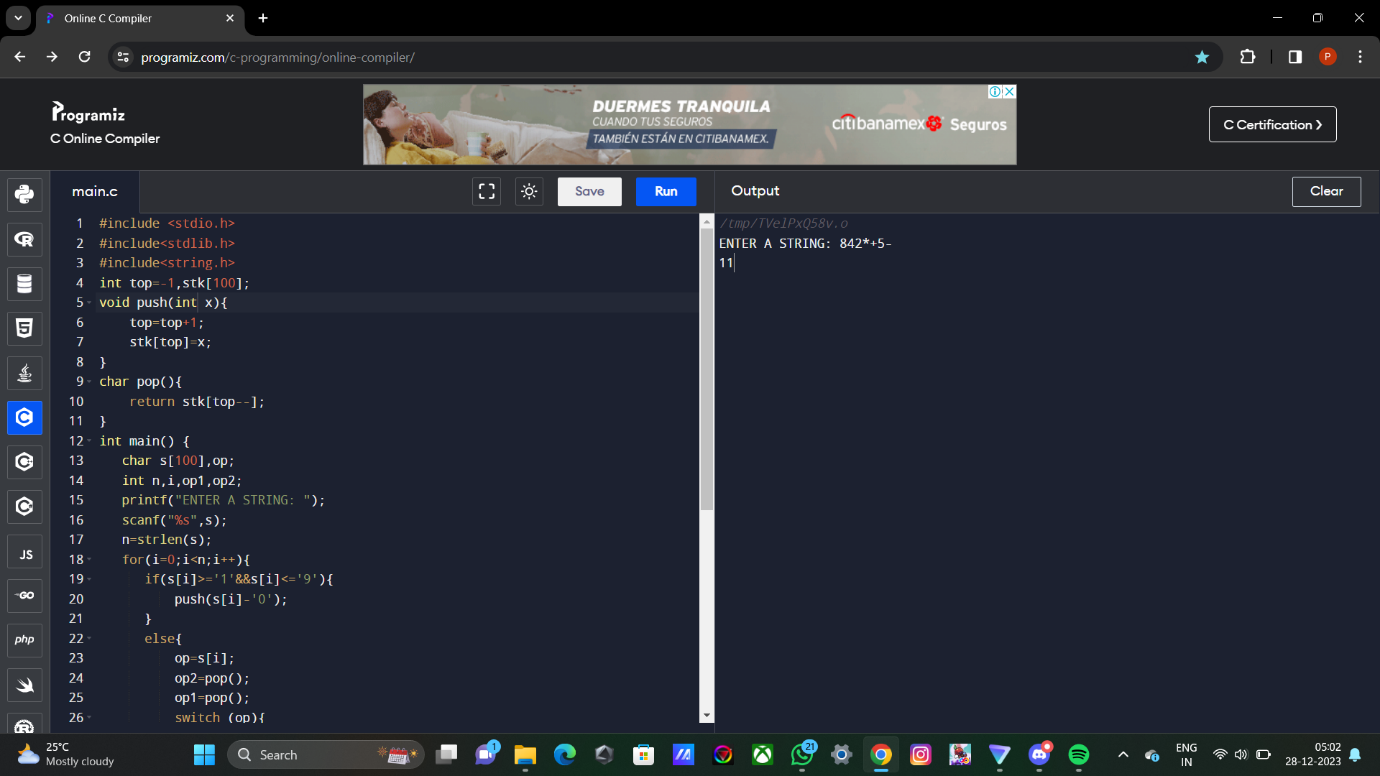 Online C Compiler
programiz.com/c-programming/online-compiler/
P
Programiz
C Online Compiler
DUERMES TRANQUILA
CUANDO TUS SEGUROS
TAMBIÉN ESTÁN EN CITIBANAMEX.
citibanamex Seguros
C Certification
main.c
Save
Run
Output
Clear
1 #include <stdio.h>
2 #include<stdlib.h>
3 #include<string.h>
4 int top=-1,stk[100];
5 void push(int x){
6 top=top+1;
7 stk[top]=x;
8 }
9 char pop(){
10 return stk[top--];
11 }
12 int main() {
13 char s[100],op;
14 int n,i,op1,op2;
15 printf("ENTER A STRING: ");
16 scanf("%s",s);
17 n=strlen(s);
18 for(i=0;i<n;i++){
19 if(s[i]>='1'&&s[i]<='9'){
20 push(s[i]-'0');
21 }
22 else{
23 op=s[i];
24 op2=pop();
25 op1=pop();
26 switch (op){
/tmp/TVelPxQ58v.o
ENTER A STRING: 842*+5-
11
JS
GO
php
25°C
Mostly cloudy
Search
1
21
ENG
IN
05:02
28-12-2023